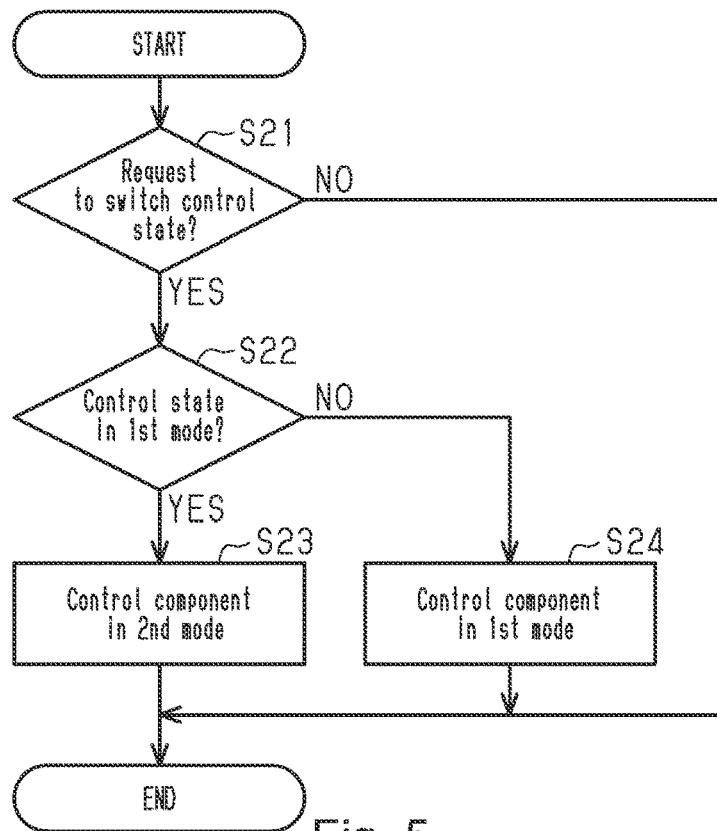 START
S21
Request
to switch control
state?
NO
YES
S22
Control state
in 1st mode?
NO
YES
S23
Control component
in 2nd mode
S24
Control component
in 1st mode
END
Fig. 5